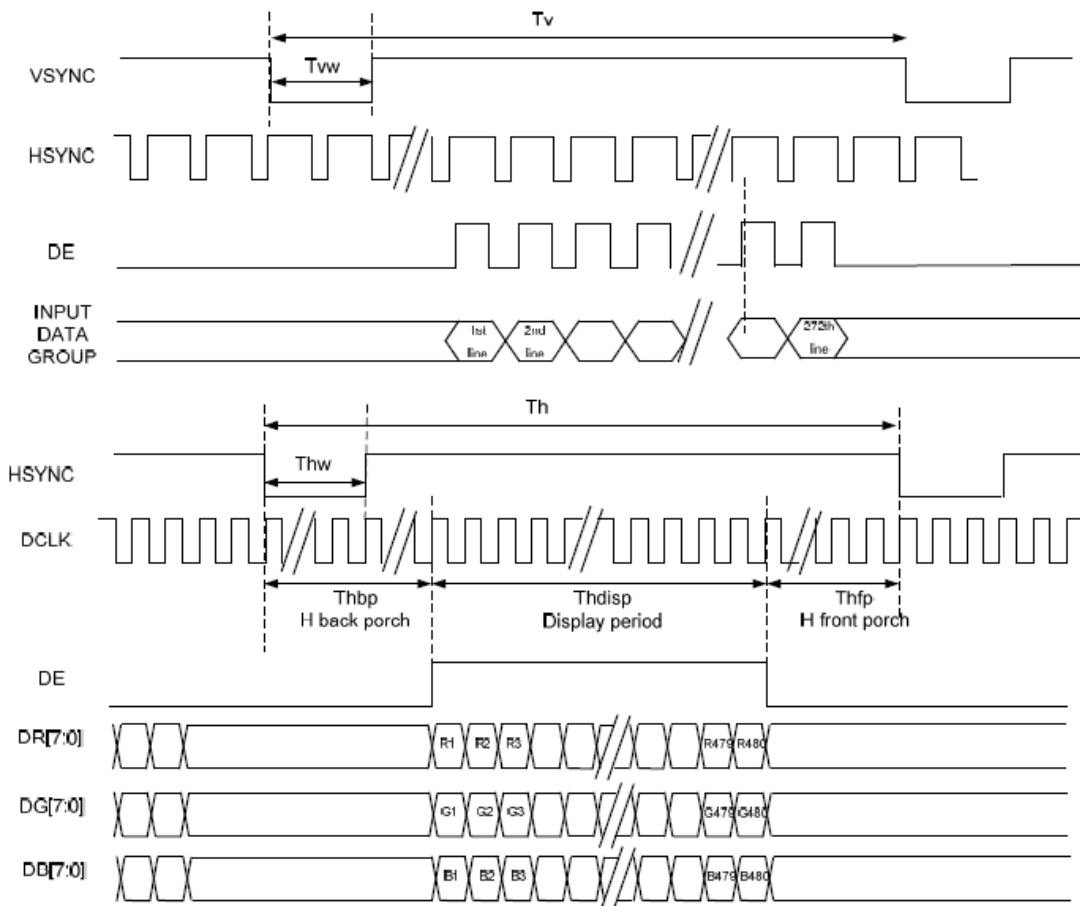 Tv
Tvw
VSYNC
HSYNC
DE
INPUT
DATA
GROUP
1st
line
2nd
line
272th
line
Th
Thw
HSYNC
DCLK
Thbp
H back porch
Thdisp
Display period
Thfp
H front porch
DE
DR[7:0]
R1 R2 R3 R479 R480
DG[7:0]
G1 G2 G3 G479 G480
DB[7:0]
B1 B2 B3 B479 B480